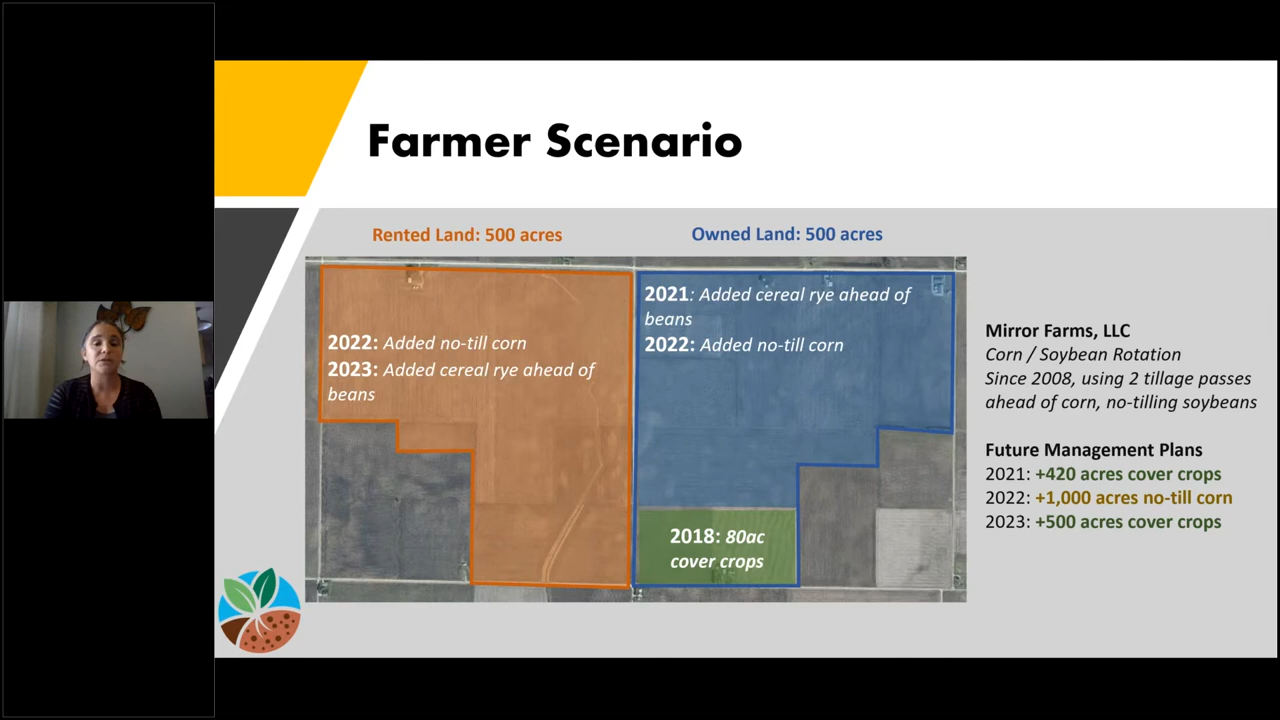 Farmer Scenario
Rented Land: 500 acres
Owned Land: 500 acres
2022: Added no-till corn
2023: Added cereal rye ahead of
beans
2021: Added cereal rye ahead of
beans
2022: Added no-till corn
2018: 80ac
cover crops
Mirror Farms, LLC
Corn / Soybean Rotation
Since 2008, using 2 tillage passes
ahead of corn, no-tilling soybeans
Future Management Plans
2021: +420 acres cover crops
2022: +1,000 acres no-till corn
2023: +500 acres cover crops